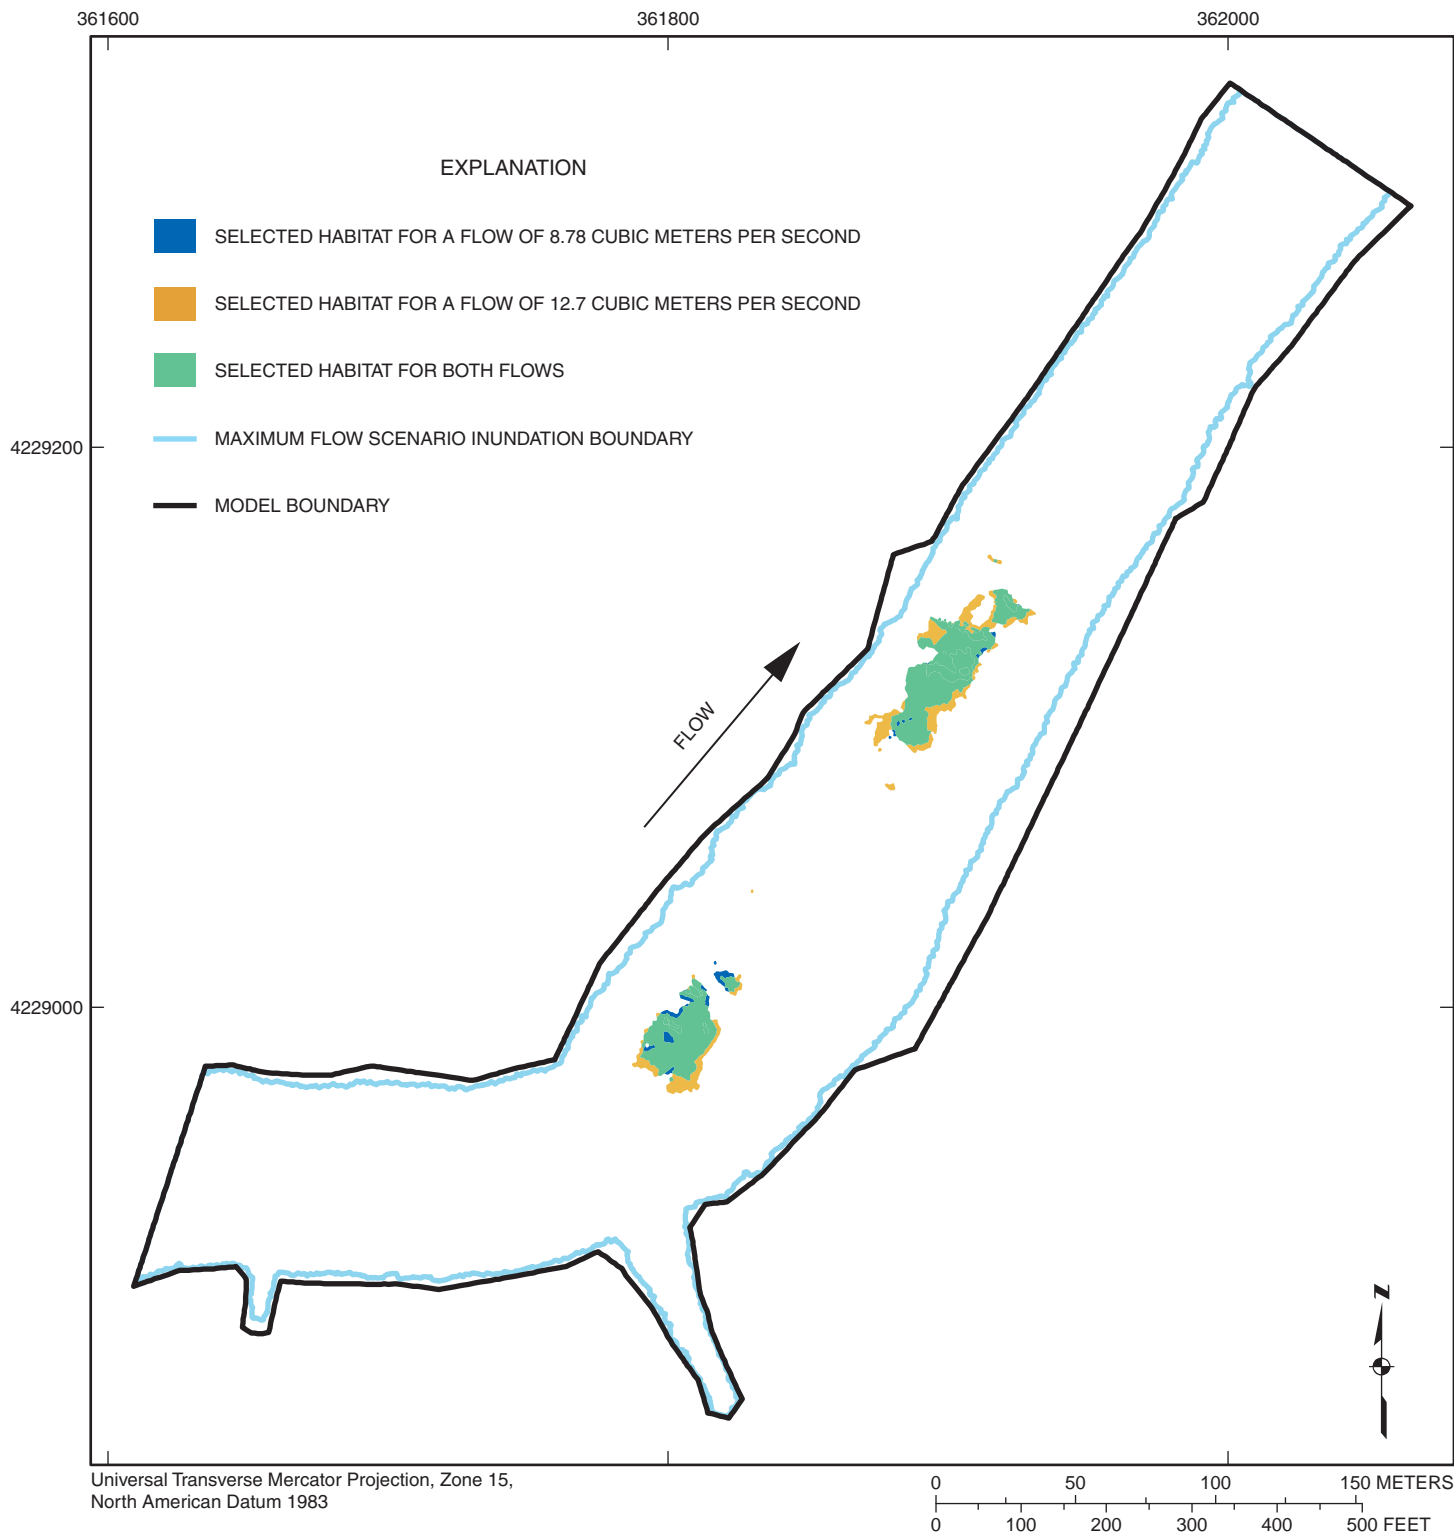 361600 361800 362000
EXPLANATION
SELECTED HABITAT FOR A FLOW OF 8.78 CUBIC METERS PER SECOND
SELECTED HABITAT FOR A FLOW OF 12.7 CUBIC METERS PER SECOND
SELECTED HABITAT FOR BOTH FLOWS
MAXIMUM FLOW SCENARIO INUNDATION BOUNDARY
4229200
MODEL BOUNDARY
FLOW
4229000
N
Universal Transverse Mercator Projection, Zone 15,
North American Datum 1983
0 50 100 150 METERS
0 100 200 300 400 500 FEET